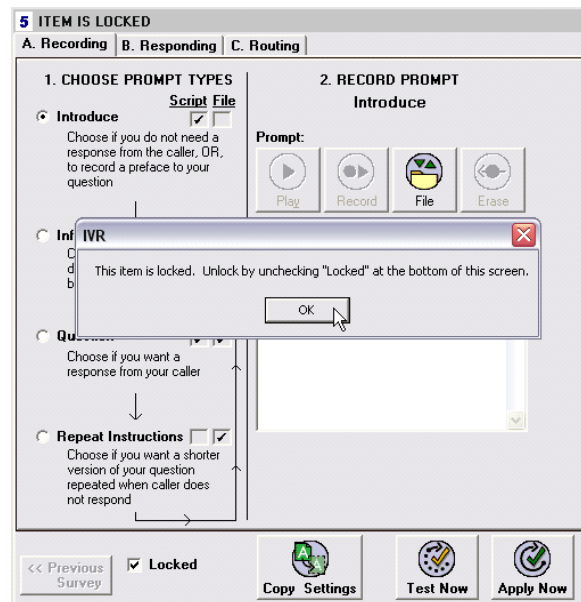 5 ITEM IS LOCKED
A. Recording B. Responding C. Routing
1. CHOOSE PROMPT TYPES
Script File
Introduce
Choose if you do not need a
response from the caller, OR,
to record a preface to your
question
2. RECORD PROMPT
Introduce
Prompt:
Play Record File Erase
Inf
IVR
This item is locked. Unlock by unchecking "Locked" at the bottom of this screen.
OK
Choose if you want a
response from your caller
Repeat Instructions
Choose if you want a shorter
version of your question
repeated when caller does
not respond
<< Previous
Survey
Locked
Copy Settings Test Now Apply Now